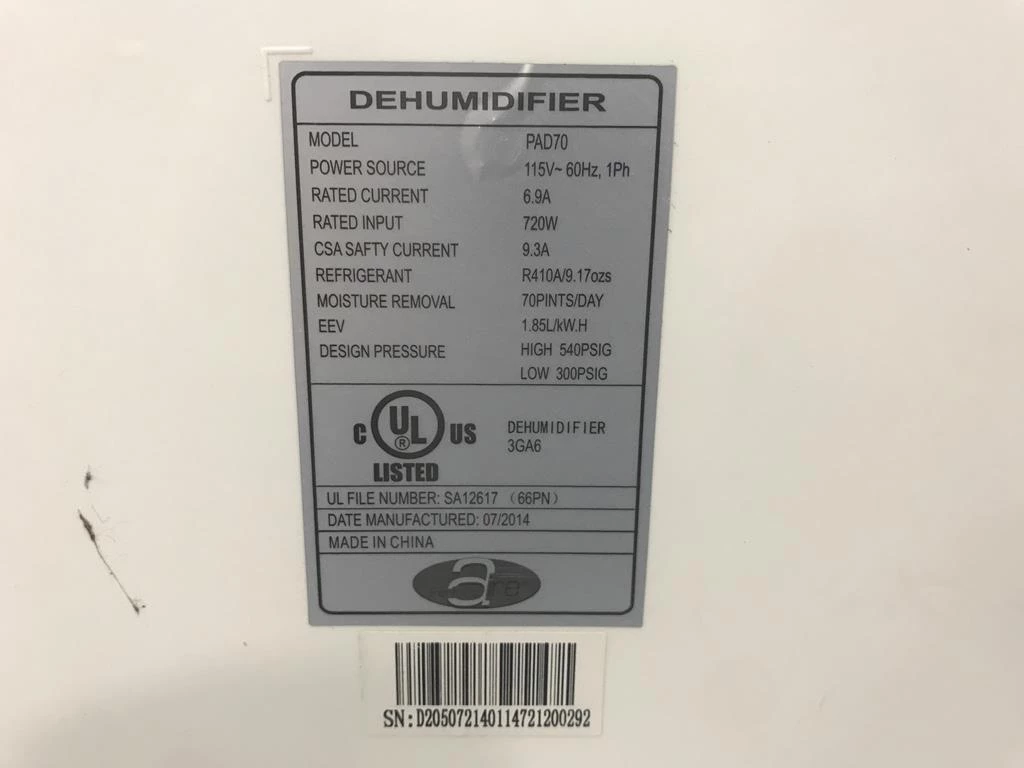 DEHUMIDIFIER
MODEL PAD70
POWER SOURCE 115V~ 60Hz, 1Ph
RATED CURRENT 6.9A
RATED INPUT 720W
CSA SAFTY CURRENT 9.3A
REFRIGERANT R410A/9.17ozs
MOISTURE REMOVAL 70PINTS/DAY
EEV 1.85L/kW.H
DESIGN PRESSURE HIGH 540PSIG
LOW 300PSIG
C UL ® US
LISTED
DEHUMIDIFIER
3GA6
UL FILE NUMBER: SA12617 (66PN)
DATE MANUFACTURED: 07/2014
MADE IN CHINA
SN:D205072140114721200292